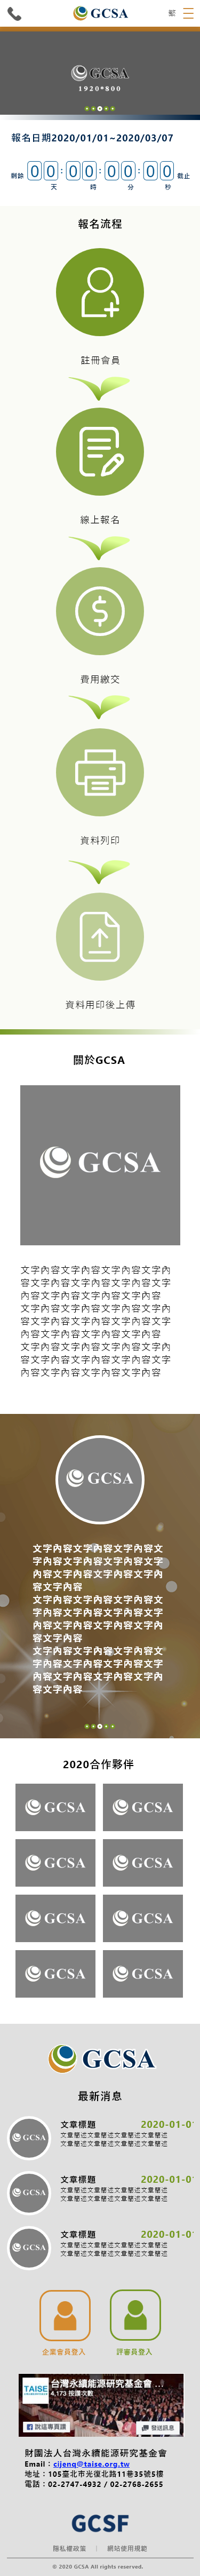 GCSA
GCSA
1920*800
報名日期2020/01/01~2020/03/07
剩餘 00:00:00:00 截止
天 時 分 秒
報名流程
註冊會員
線上報名
費用繳交
資料列印
資料用印後上傳
關於GCSA
GCSA
文字內容文字內容文字內容文字內
容文字內容文字內容文字內容文字
內容文字內容文字內容文字內容
文字內容文字內容文字內容文字內
容文字內容文字內容文字內容文字
內容文字內容文字內容文字內容
文字內容文字內容文字內容文字內
容文字內容文字內容文字內容文字
內容文字內容文字內容文字內容
GCSA
文字內容文字內容文字內容文
字內容文字內容文字內容文字
內容文字內容文字內容文字內
容文字內容
文字內容文字內容文字內容文
字內容文字內容文字內容文字
內容文字內容文字內容文字內
容文字內容
文字內容文字內容文字內容文
字內容文字內容文字內容文字
內容文字內容文字內容文字內
容文字內容
2020合作夥伴
GCSA GCSA
GCSA GCSA
GCSA GCSA
GCSA GCSA
GCSA
最新消息
GCSA
文章標題 2020-01-0
文章簡述文章簡述文章簡述文章簡述
文章簡述文章簡述文章簡述文章簡述
GCSA
文章標題 2020-01-0
文章簡述文章簡述文章簡述文章簡述
文章簡述文章簡述文章簡述文章簡述
GCSA
文章標題 2020-01-0
文章簡述文章簡述文章簡述文章簡述
文章簡述文章簡述文章簡述文章簡述
企業會員登入 評審員登入
TAISE
台灣永續能源研究基金會 ...
4,173 按讚次數
說這專頁讚 發送訊息
財團法人台灣永續能源研究基金會
Email：cijenq@taise.org.tw
地址：105臺北市光復北路11巷35號5樓
電話：02-2747-4932 / 02-2768-2655
GCSF
隱私權政策 | 網站使用規範
© 2020 GCSA All rights reserved.